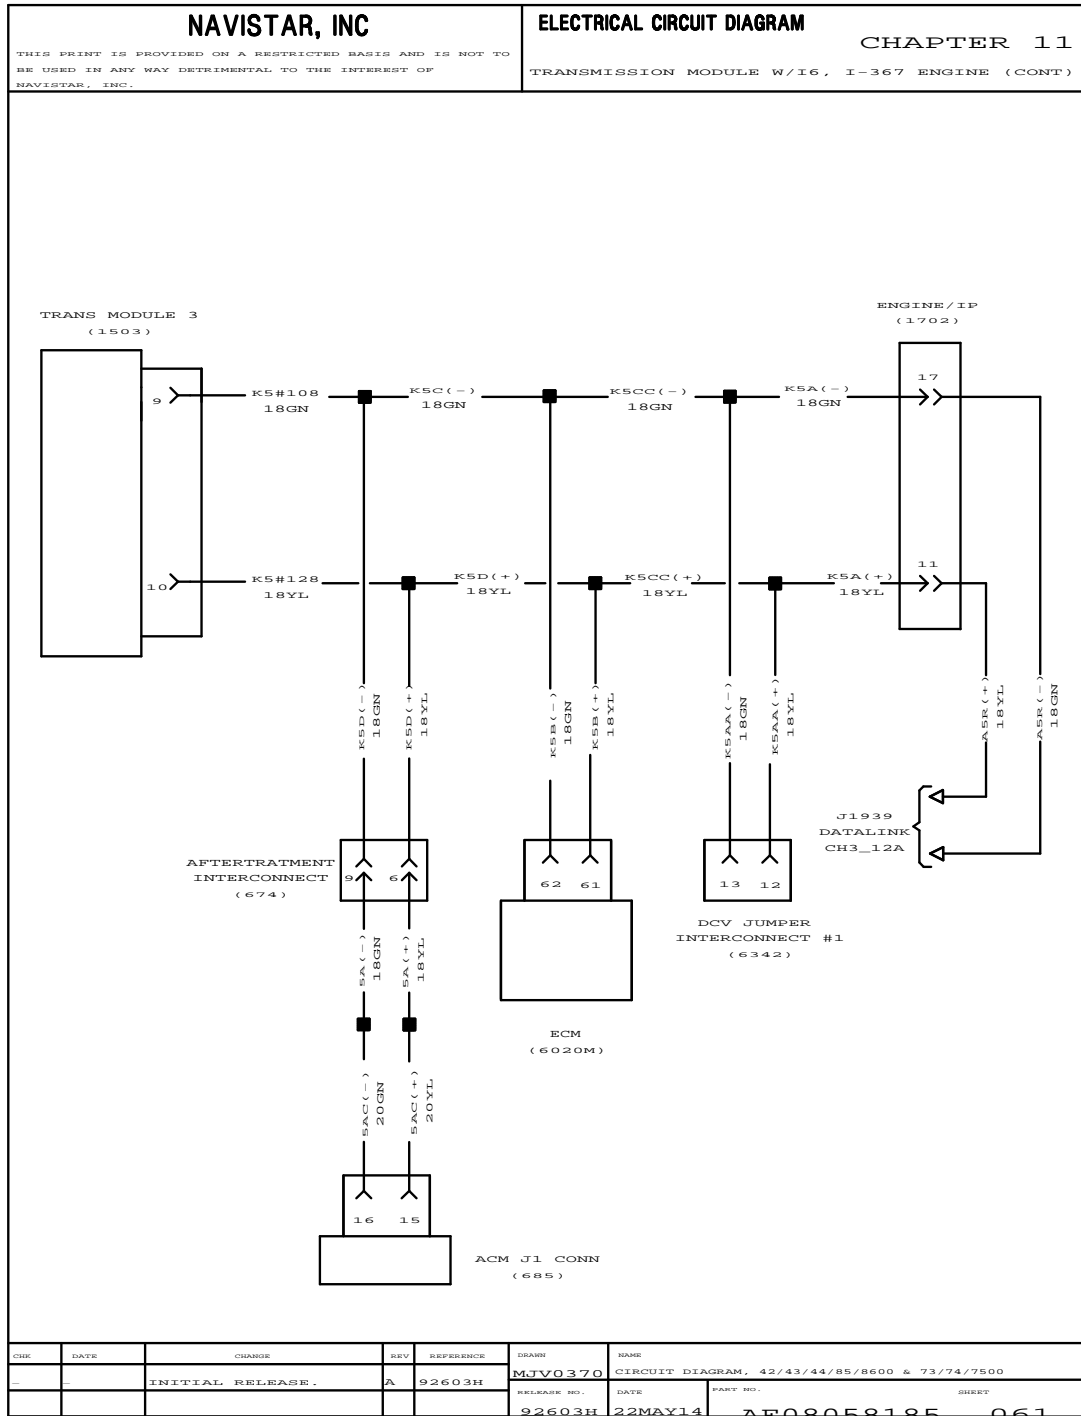 NAVISTAR, INC
THIS PRINT IS PROVIDED ON A RESTRICTED BASIS AND IS NOT TO
BE USED IN ANY WAY DETRIMENTAL TO THE INTEREST OF
NAVISTAR, INC.
ELECTRICAL CIRCUIT DIAGRAM
CHAPTER 11
TRANSMISSION MODULE W/I6, I-367 ENGINE (CONT)
TRANS MODULE 3
(1503)
ENGINE/IP
(1702)
9
K5#108
18GN
K5C(-)
18GN
K5CC(-)
18GN
K5A(-)
18GN
17
10
K5#128
18YL
K5D(+)
18YL
K5CC(+)
18YL
K5A(+)
18YL
11
K5D(-)
18GN
K5D(+)
18YL
K5B(-)
18GN
K5B(+)
18YL
K5AA(-)
18GN
K5AA(+)
18YL
A5R(+)
18YL
A5R(-)
18GN
J1939
DATALINK
CH3_12A
AFTERTRATMENT
INTERCONNECT
(674)
9
6
62
61
13
12
DCV JUMPER
INTERCONNECT #1
(6342)
5A(-)
18GN
5A(+)
18YL
ECM
(6020M)
5AC(-)
20GN
5AC(+)
20YL
16
15
ACM J1 CONN
(685)
CHK
DATE
CHANGE
REV
REFERENCE
DRAWN
NAME
-
-
INITIAL RELEASE.
A
92603H
MJV0370
CIRCUIT DIAGRAM, 42/43/44/85/8600 & 73/74/7500
RELEASE NO.
DATE
PART NO.
SHEET
92603H
22MAY14
AF08058185
061